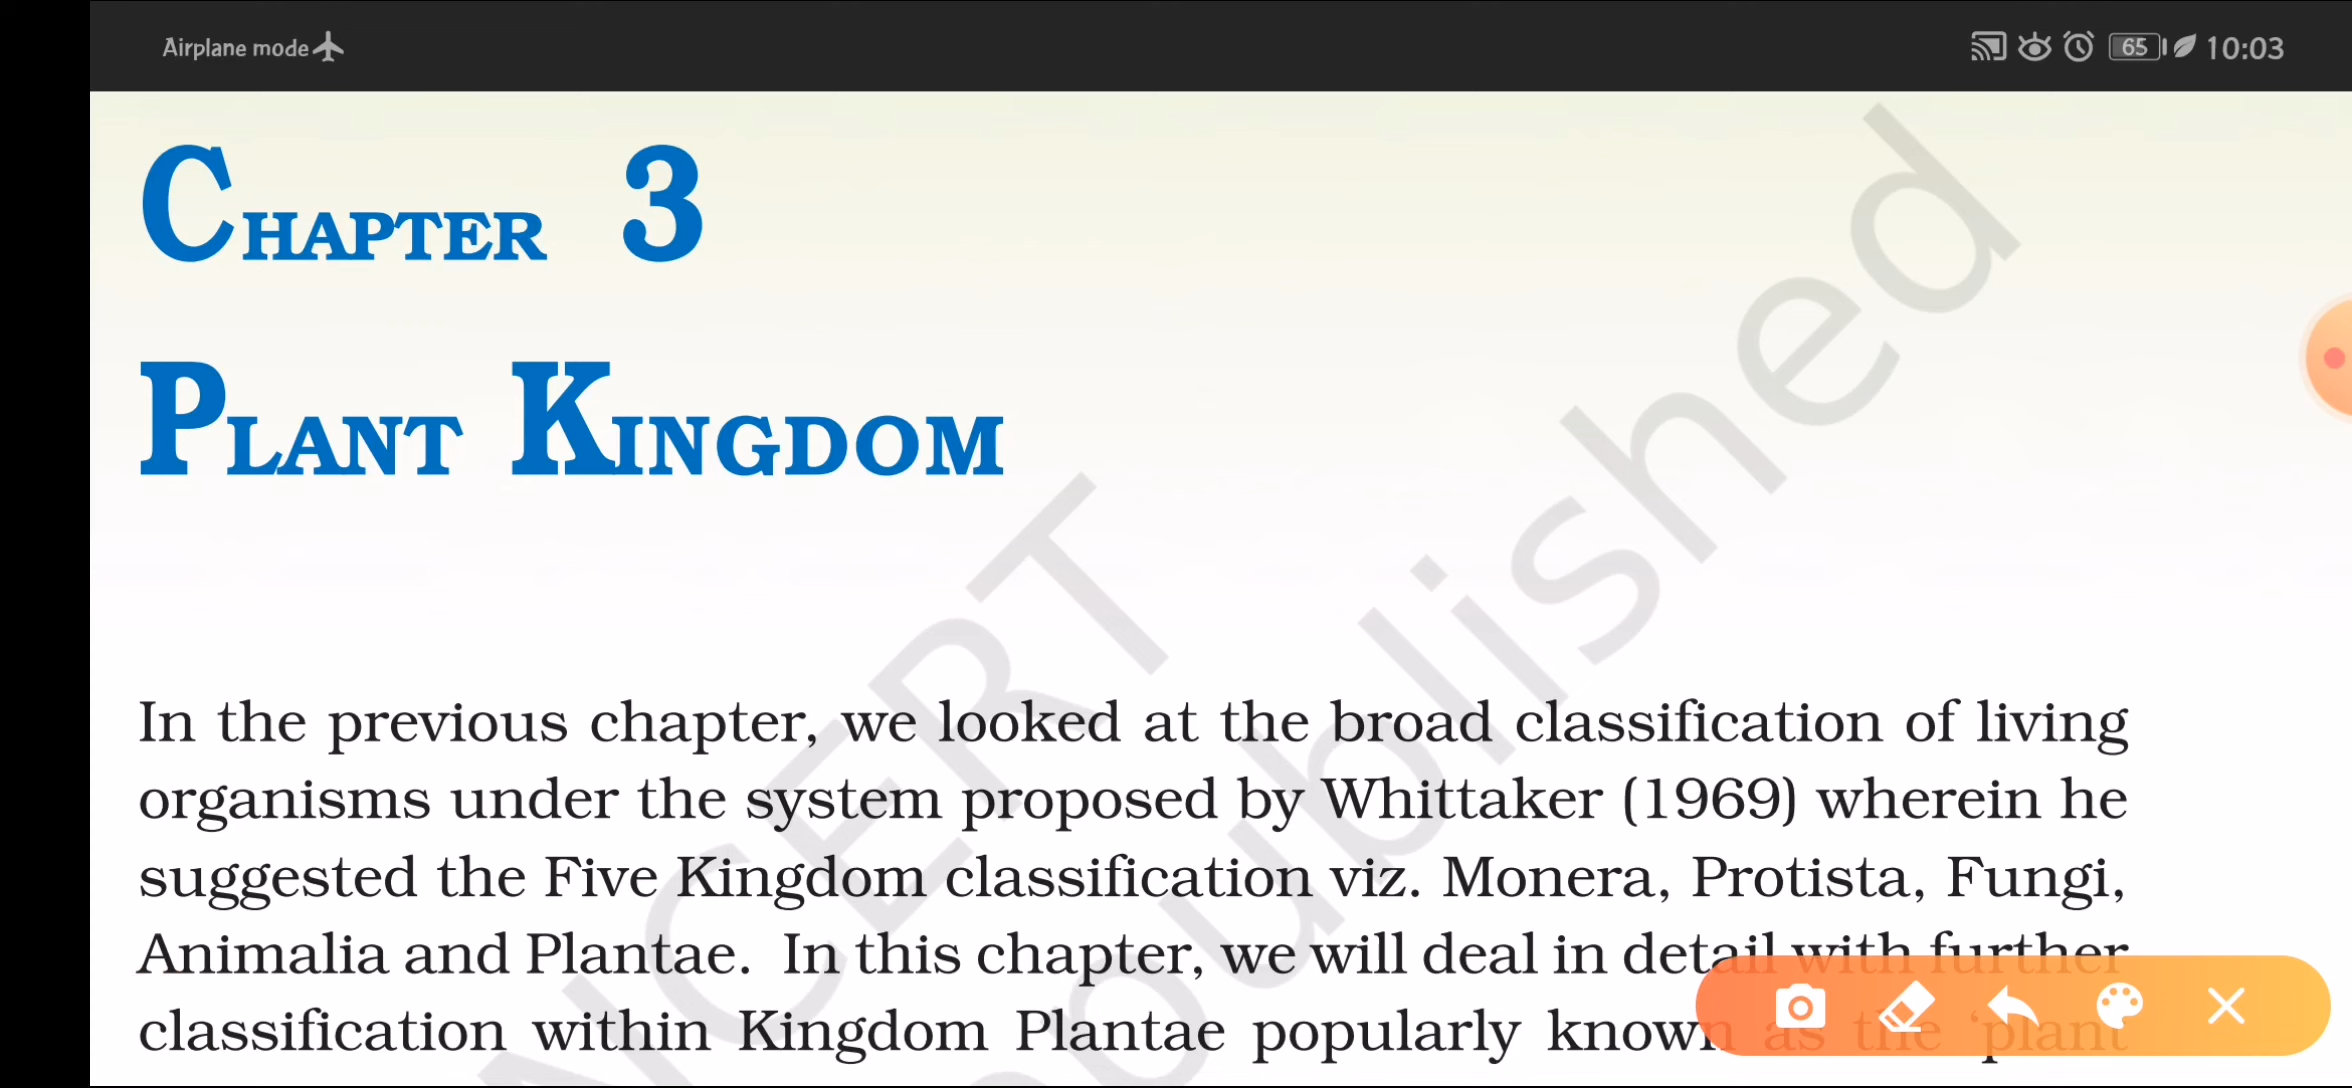 Airplane mode
65 10:03
CHAPTER 3
PLANT KINGDOM
In the previous chapter, we looked at the broad classification of living
organisms under the system proposed by Whittaker (1969) wherein he
suggested the Five Kingdom classification viz. Monera, Protista, Fungi,
Animalia and Plantae. In this chapter, we will deal in detail with further
classification within Kingdom Plantae popularly known as the ‘plant
NCERT
published